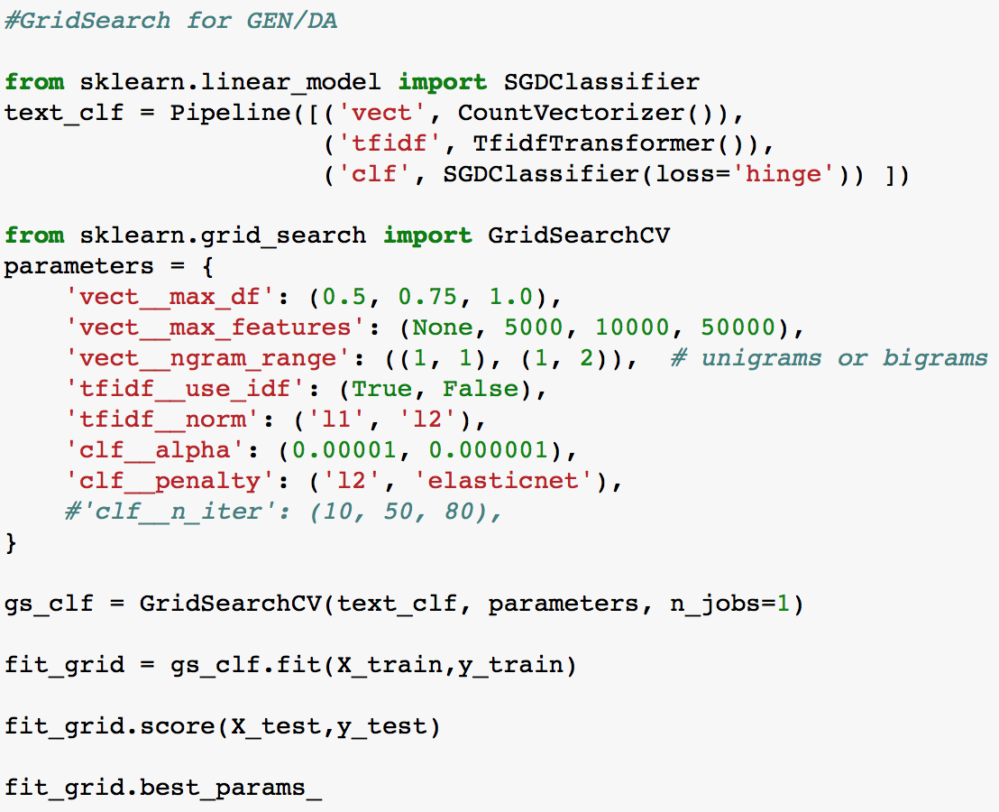 #GridSearch for GEN/DA
from sklearn.linear_model import SGDClassifier
text_clf = Pipeline([('vect', CountVectorizer()),
('tfidf', TfidfTransformer()),
('clf', SGDClassifier(loss='hinge')) ])
from sklearn.grid_search import GridSearchCV
parameters = {
'vect__max_df': (0.5, 0.75, 1.0),
'vect__max_features': (None, 5000, 10000, 50000),
'vect__ngram_range': ((1, 1), (1, 2)),  # unigrams or bigrams
'tfidf__use_idf': (True, False),
'tfidf__norm': ('l1', 'l2'),
'clf__alpha': (0.00001, 0.000001),
'clf__penalty': ('l2', 'elasticnet'),
#'clf__n_iter': (10, 50, 80),
}
gs_clf = GridSearchCV(text_clf, parameters, n_jobs=1)
fit_grid = gs_clf.fit(X_train,y_train)
fit_grid.score(X_test,y_test)
fit_grid.best_params_